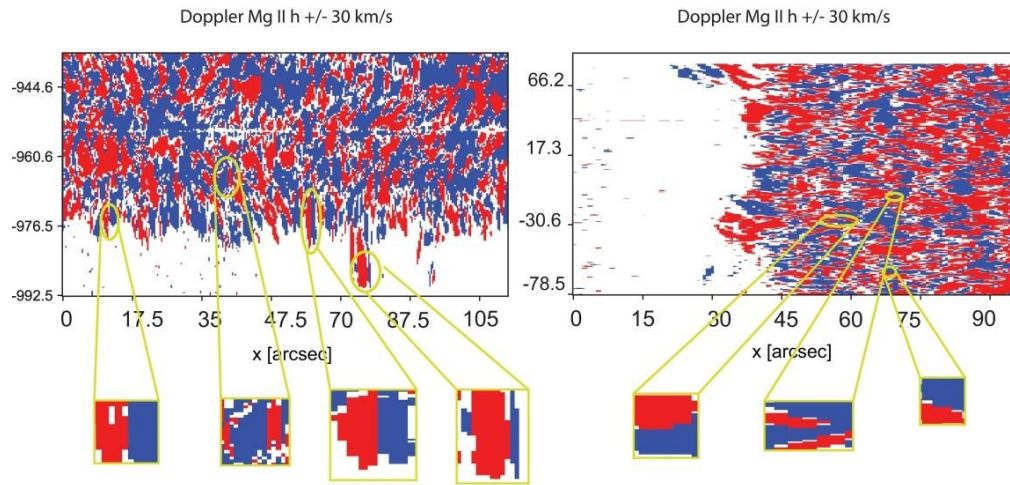 Doppler Mg II h +/- 30 km/s
-944.6
-960.6
-976.5
-992.5
0 17.5 35 47.5 70 87.5 105
x [arcsec]
Doppler Mg II h +/- 30 km/s
66.2
17.3
-30.6
-78.5
0 15 30 45 60 75 90
x [arcsec]